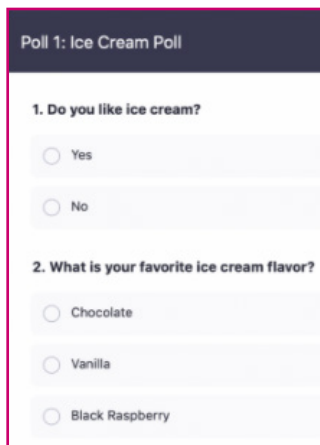 Poll 1: Ice Cream Poll
1. Do you like ice cream?
Yes
No
2. What is your favorite ice cream flavor?
Chocolate
Vanilla
Black Raspberry